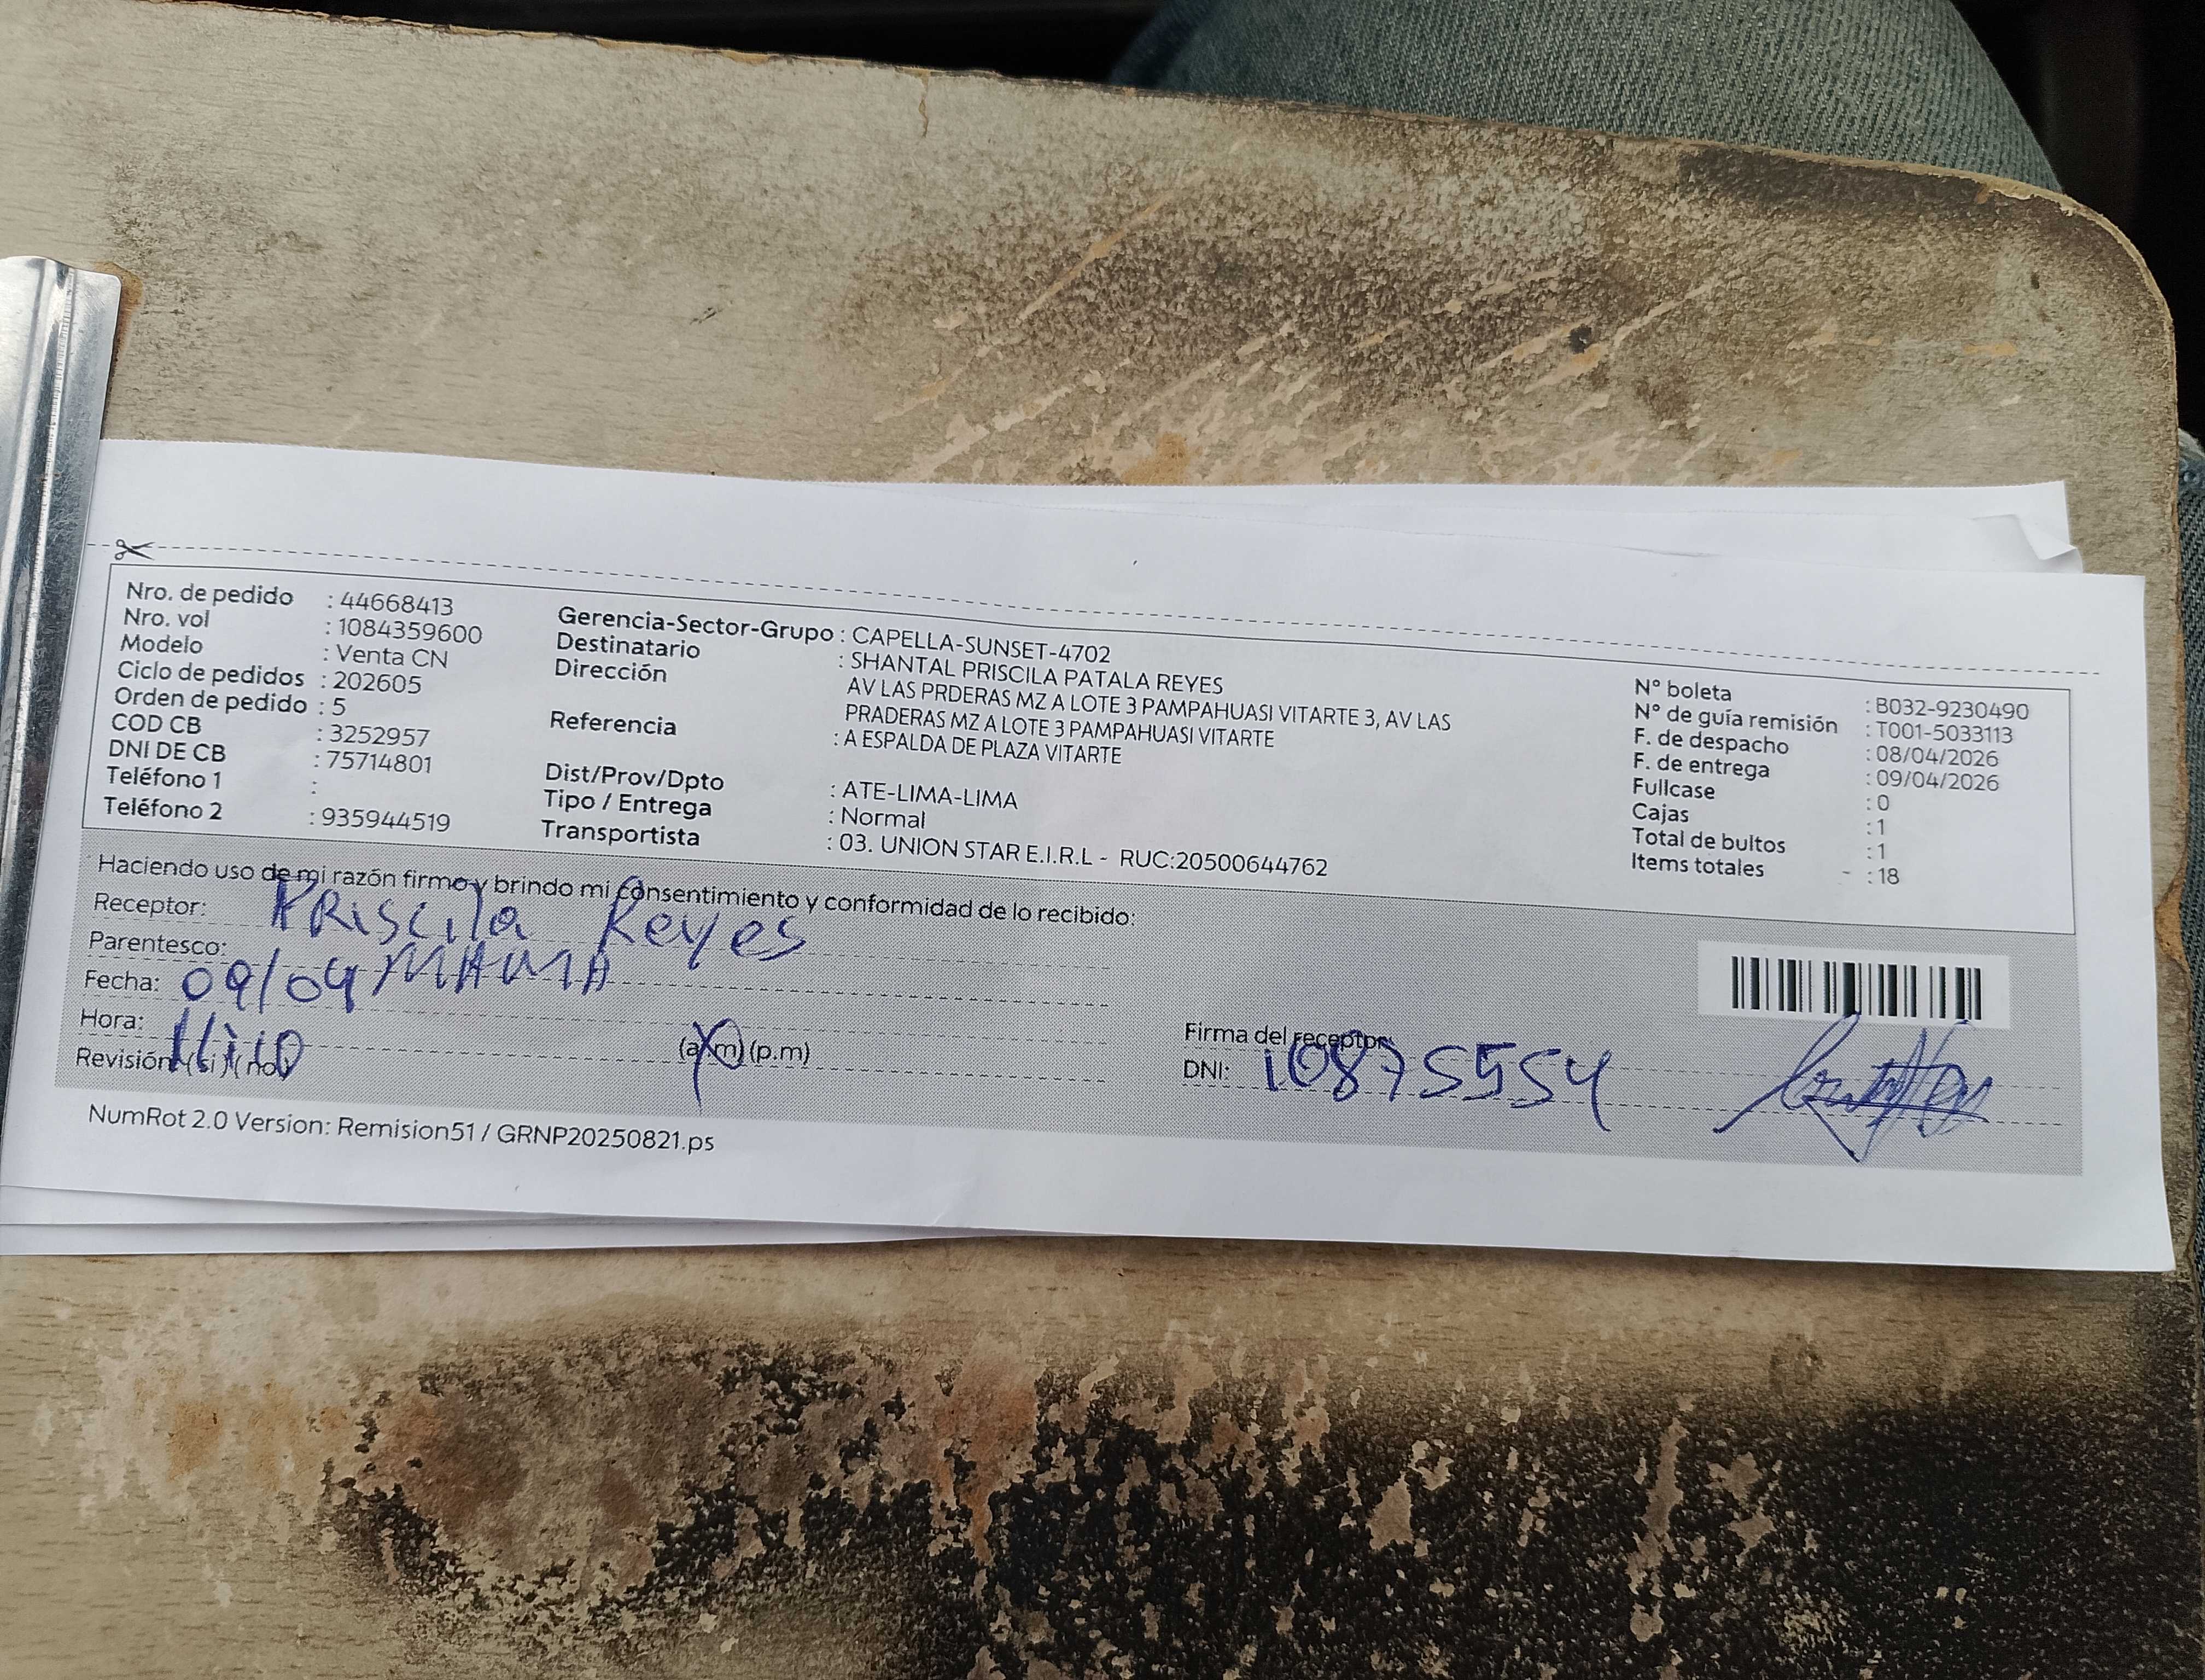 Nro. de pedido : 44668413
Nro. vol : 1084359600
Modelo : Venta CN
Ciclo de pedidos : 202605
Orden de pedido : 5
COD CB : 3252957
DNI DE CB : 75714801
Teléfono 1 :
Teléfono 2 : 935944519
Gerencia-Sector-Grupo : CAPELLA-SUNSET-4702
Destinatario : SHANTAL PRISCILA PATALA REYES
Dirección AV LAS PRDERAS MZ A LOTE 3 PAMPAHUASI VITARTE 3, AV LAS
PRADERAS MZ A LOTE 3 PAMPAHUASI VITARTE
Referencia : A ESPALDA DE PLAZA VITARTE
Dist/Prov/Dpto : ATE-LIMA-LIMA
Tipo / Entrega : Normal
Transportista : 03. UNION STAR E.I.R.L - RUC:20500644762
N° boleta : B032-9230490
N° de guía remisión : T001-5033113
F. de despacho : 08/04/2026
F. de entrega : 09/04/2026
Fullcase : 0
Cajas : 1
Total de bultos : 1
Items totales - : 18
Haciendo uso de mi razón firmo y brindo mi consentimiento y conformidad de lo recibido:
Receptor: PRiscila Reyes
Parentesco: MAMA
Fecha: 09/04
Hora: 11:10 (a.m) (p.m)
Revisión: (si) (no)
Firma del receptor:
DNI: 10875554
NumRot 2.0 Version: Remision51 / GRNP20250821.ps